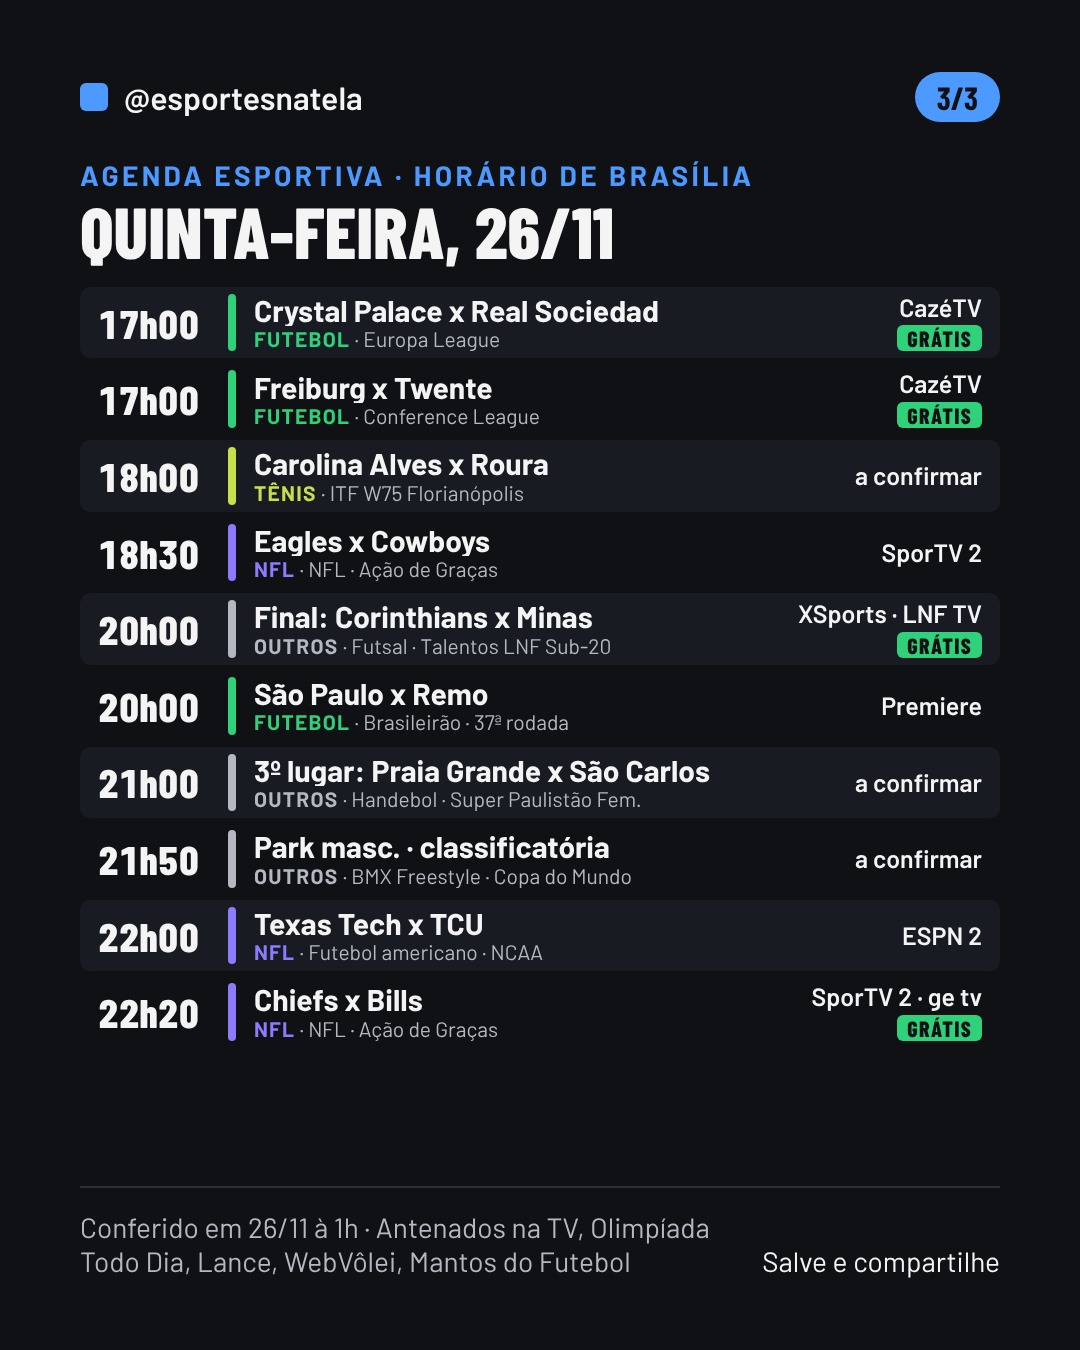 @esportesnatela
3/3
AGENDA ESPORTIVA · HORÁRIO DE BRASÍLIA
QUINTA-FEIRA, 26/11
17h00
Crystal Palace x Real Sociedad
FUTEBOL · Europa League
CazéTV
GRÁTIS
17h00
Freiburg x Twente
FUTEBOL · Conference League
CazéTV
GRÁTIS
18h00
Carolina Alves x Roura
TÊNIS · ITF W75 Florianópolis
a confirmar
18h30
Eagles x Cowboys
NFL · NFL · Ação de Graças
SporTV 2
20h00
Final: Corinthians x Minas
OUTROS · Futsal · Talentos LNF Sub-20
XSports · LNF TV
GRÁTIS
20h00
São Paulo x Remo
FUTEBOL · Brasileirão · 37ª rodada
Premiere
21h00
3º lugar: Praia Grande x São Carlos
OUTROS · Handebol · Super Paulistão Fem.
a confirmar
21h50
Park masc. · classificatória
OUTROS · BMX Freestyle · Copa do Mundo
a confirmar
22h00
Texas Tech x TCU
NFL · Futebol americano · NCAA
ESPN 2
22h20
Chiefs x Bills
NFL · NFL · Ação de Graças
SporTV 2 · ge tv
GRÁTIS
Conferido em 26/11 à 1h · Antenados na TV, Olimpíada
Todo Dia, Lance, WebVôlei, Mantos do Futebol
Salve e compartilhe